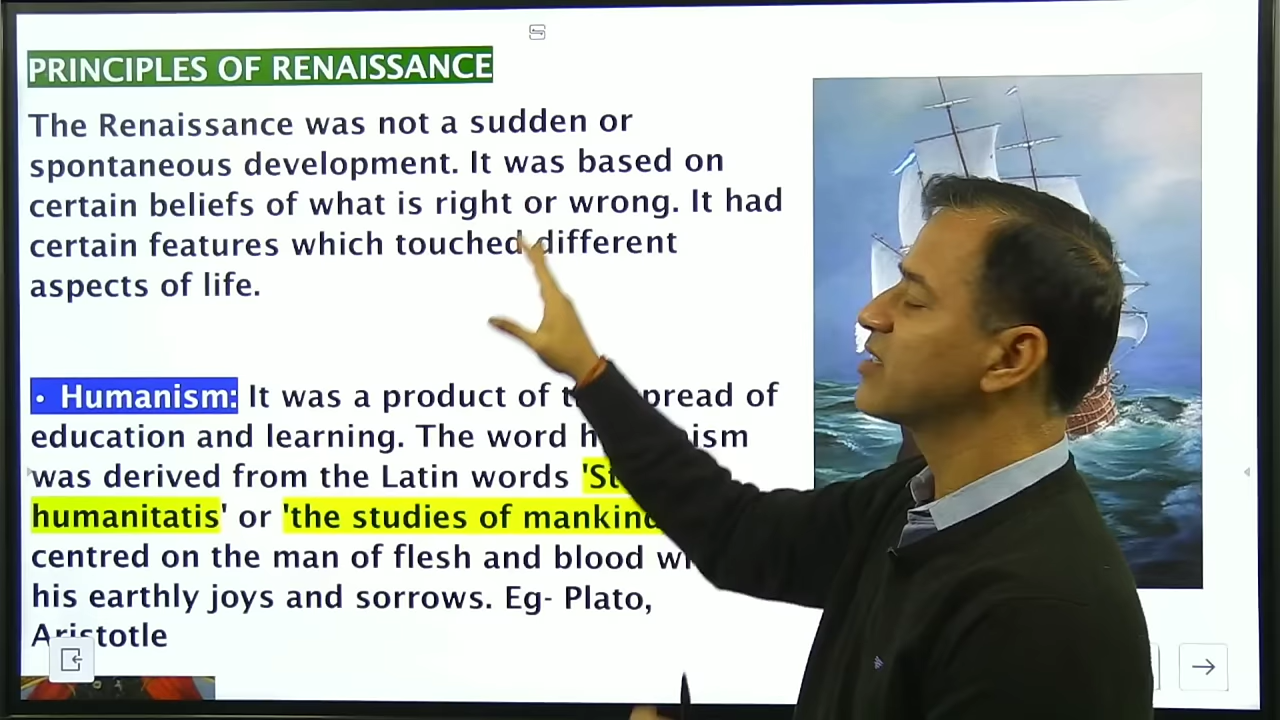 PRINCIPLES OF RENAISSANCE
The Renaissance was not a sudden or
spontaneous development. It was based on
certain beliefs of what is right or wrong. It had
certain features which touched different
aspects of life.
• Humanism: It was a product of spread of
education and learning. The word
was derived from the Latin words
humanitatis' or 'the studies of mankind
centred on the man of flesh and blood
his earthly joys and sorrows. Eg- Plato,
Aristotle